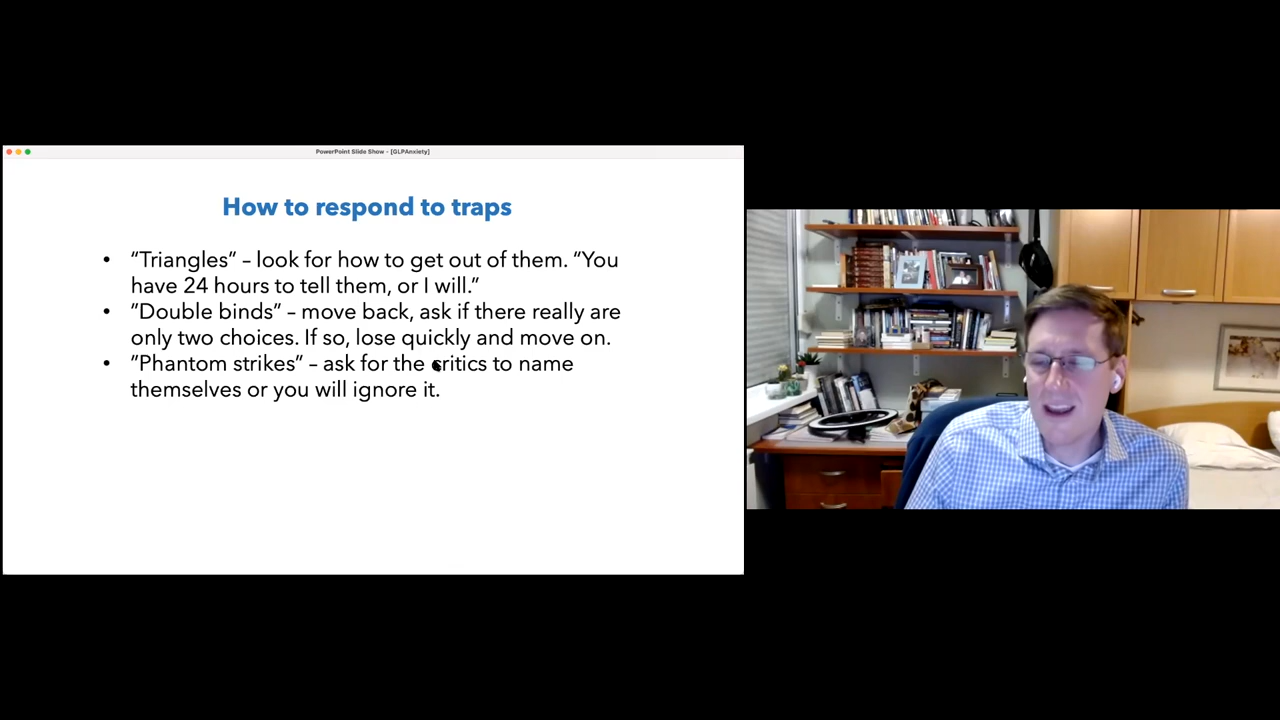 PowerPoint Slide Show - [GLPAnxiety]
How to respond to traps
• ”Triangles” – look for how to get out of them. “You
have 24 hours to tell them, or I will.”
• ”Double binds” – move back, ask if there really are
only two choices. If so, lose quickly and move on.
• ”Phantom strikes” – ask for the critics to name
themselves or you will ignore it.